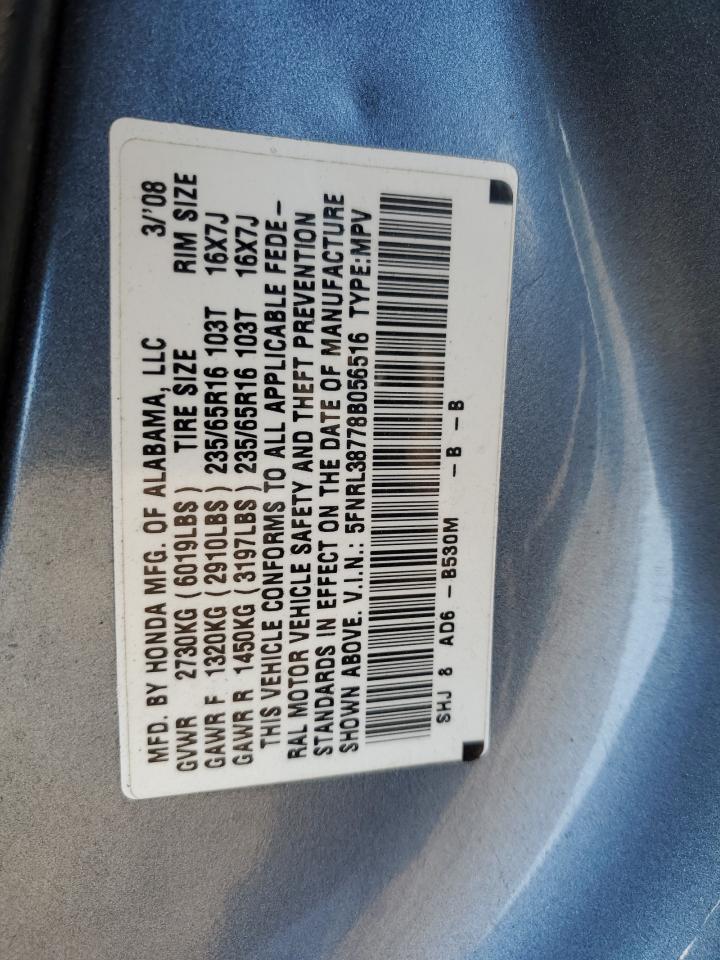 MFD. BY HONDA MFG. OF ALABAMA, LLC 3/'08
GVWR 2730KG (6019LBS) TIRE SIZE RIM SIZE
GAWR F 1320KG (2910LBS) 235/65R16 103T 16X7J
GAWR R 1450KG (3197LBS) 235/65R16 103T 16X7J
THIS VEHICLE CONFORMS TO ALL APPLICABLE FEDE-
RAL MOTOR VEHICLE SAFETY AND THEFT PREVENTION
STANDARDS IN EFFECT ON THE DATE OF MANUFACTURE
SHOWN ABOVE. V.I.N.: 5FNRL38778B056516 TYPE:MPV
SHJ 8 AD6 -B530M -B -B